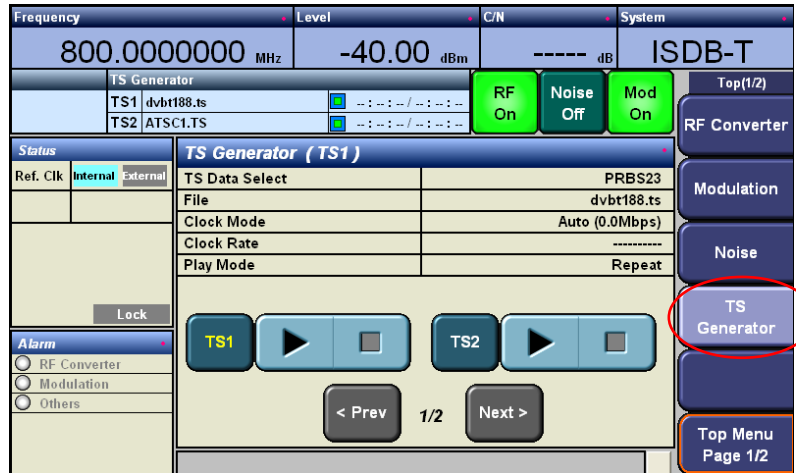 Frequency
Level
C/N
System
800.0000000 MHz
-40.00 dBm
----- dB
ISDB-T
TS Generator
TS1 dvbt188.ts --:--:--/--:--:--
TS2 ATSC1.TS --:--:--/--:--:--
RF
On
Noise
Off
Mod
On
Top(1/2)
RF Converter
Modulation
Noise
TS
Generator
Top Menu
Page 1/2
Status
Ref. Clk Internal External
Lock
Alarm
RF Converter
Modulation
Others
TS Generator (TS1)
TS Data Select PRBS23
File dvbt188.ts
Clock Mode Auto (0.0Mbps)
Clock Rate ----------
Play Mode Repeat
TS1
TS2
< Prev 1/2 Next >